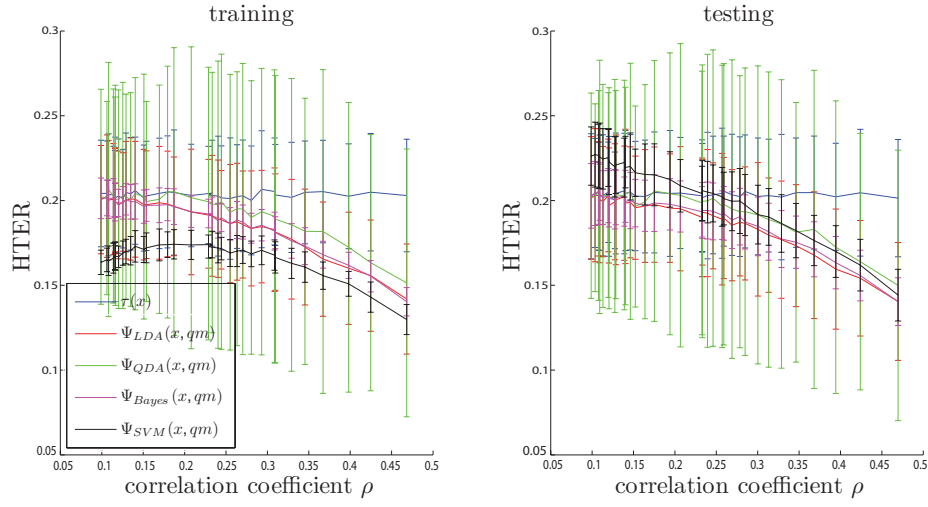 training
0.3
0.25
0.2
0.15
0.1
0.05
HTER
τ(x)
Ψ_LDA(x, qm)
Ψ_QDA(x, qm)
Ψ_Bayes(x, qm)
Ψ_SVM(x, qm)
0.05 0.1 0.15 0.2 0.25 0.3 0.35 0.4 0.45 0.5
correlation coefficient ρ
testing
0.3
0.25
0.2
0.15
0.1
0.05
HTER
0.05 0.1 0.15 0.2 0.25 0.3 0.35 0.4 0.45 0.5
correlation coefficient ρ